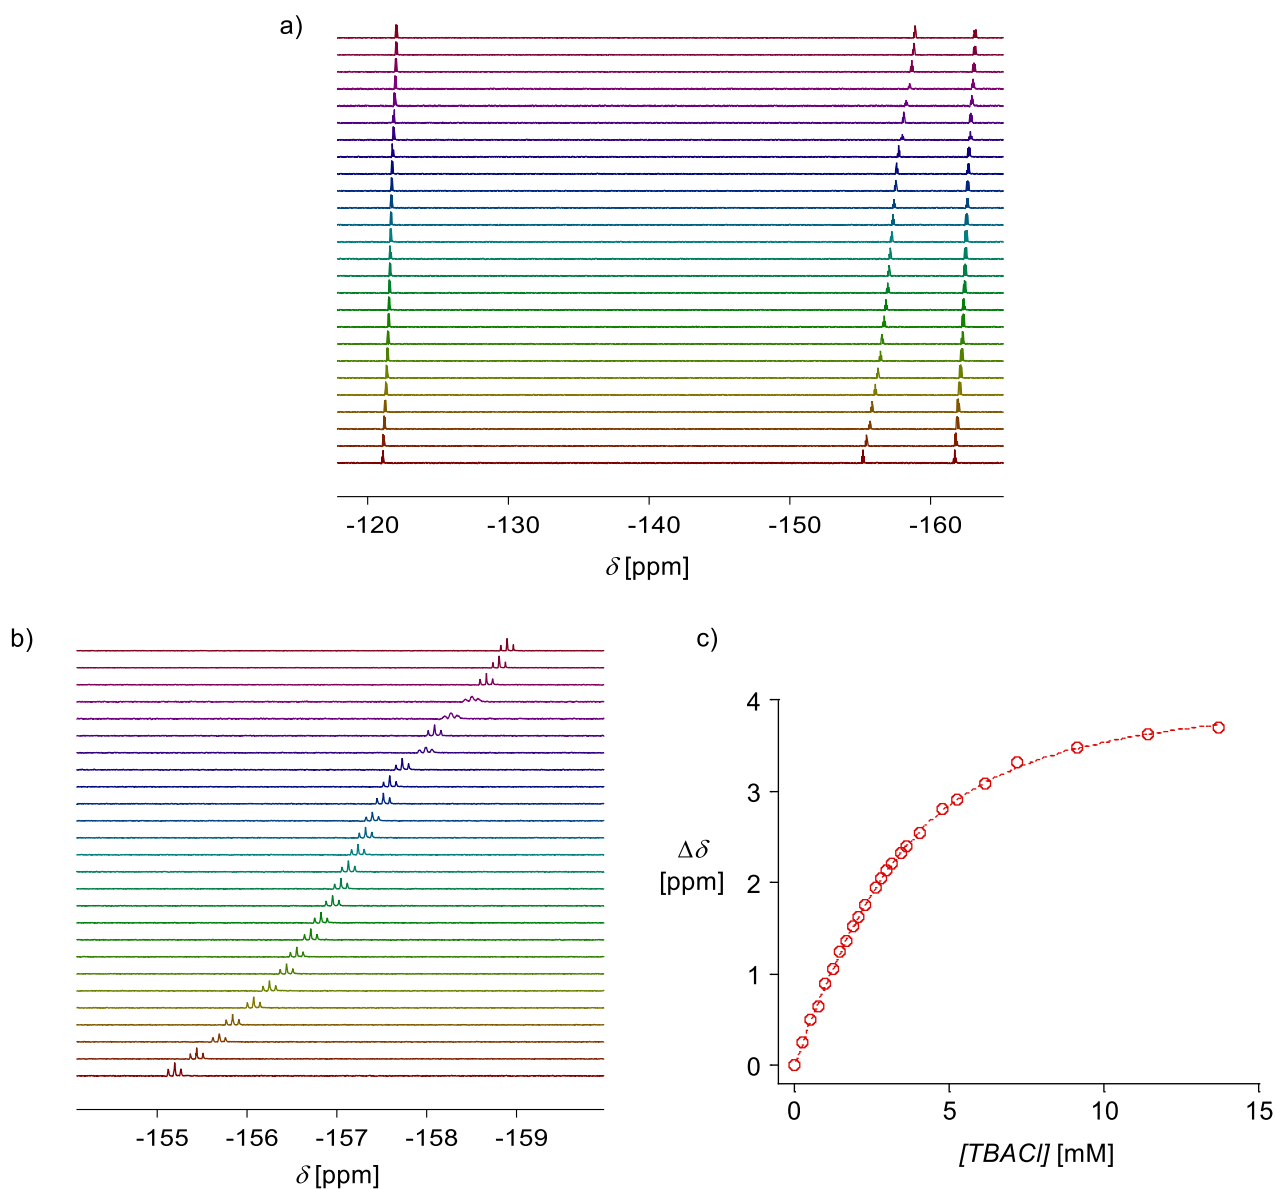 a)
-120 -130 -140 -150 -160
δ [ppm]
b)
-155 -156 -157 -158 -159
δ [ppm]
c)
4
3
Δδ
[ppm]
2
1
0
0 5 10 15
[TBACl] [mM]